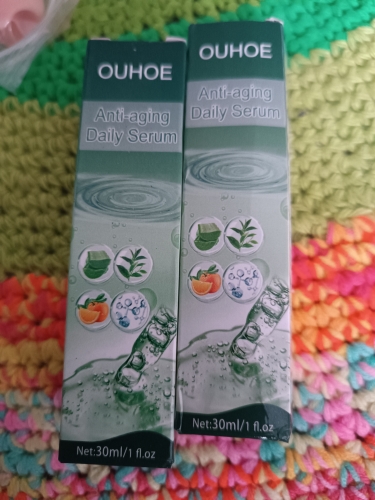 OUHOE
Anti-aging
Daily Serum
Net:30ml/1 fl.oz
OUHOE
Anti-aging
Daily Serum
Net:30ml/1 fl.oz